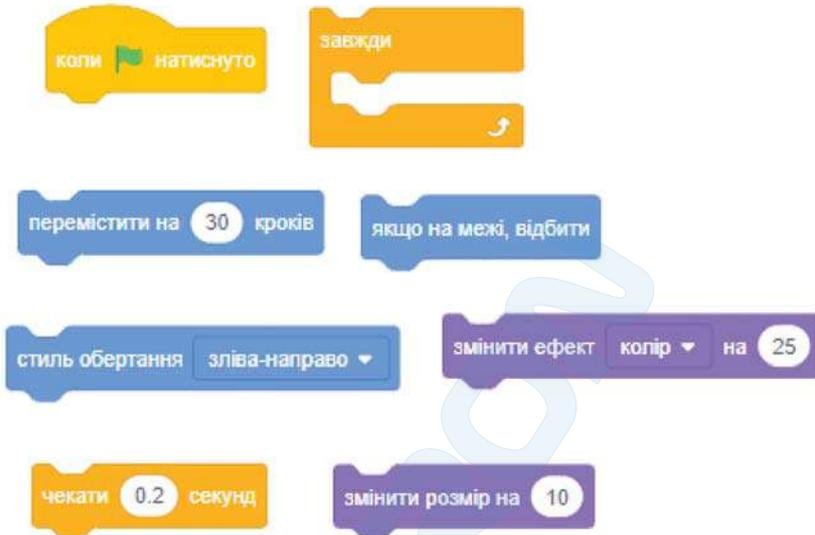 коли натиснуто
завжди
перемістити на 30 кроків
якщо на межі, відбити
стиль обертання зліва-направо
змінити ефект колір на 25
чекати 0.2 секунд
змінити розмір на 10